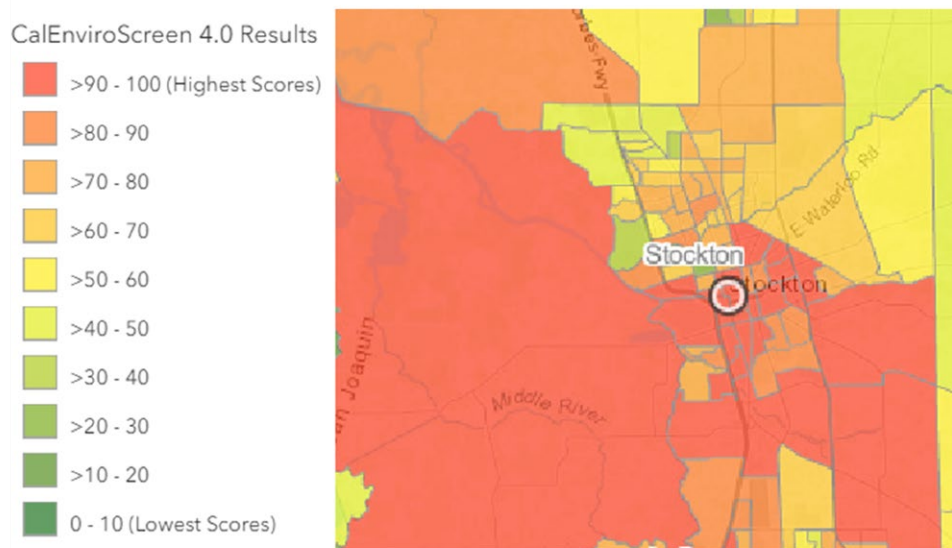 CalEnviroScreen 4.0 Results
>90 - 100 (Highest Scores)
>80 - 90
>70 - 80
>60 - 70
>50 - 60
>40 - 50
>30 - 40
>20 - 30
>10 - 20
0 - 10 (Lowest Scores)
Fwy
E Waterloo Rd
Stockton
Stockton
Joaquin
Middle River